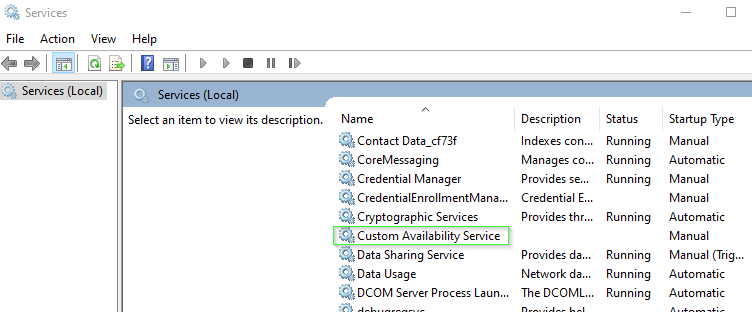 Services
File Action View Help
Services (Local)
Services (Local)
Select an item to view its description.
Name Description Status Startup Type
Contact Data_cf73f Indexes con... Running Manual
CoreMessaging Manages co... Running Automatic
Credential Manager Provides se... Running Manual
CredentialEnrollmentMana... Credential E... Manual
Cryptographic Services Provides thr... Running Automatic
Custom Availability Service Manual
Data Sharing Service Provides da... Running Manual (Trig...
Data Usage Network da... Running Automatic
DCOM Server Process Laun... The DCOML... Running Automatic